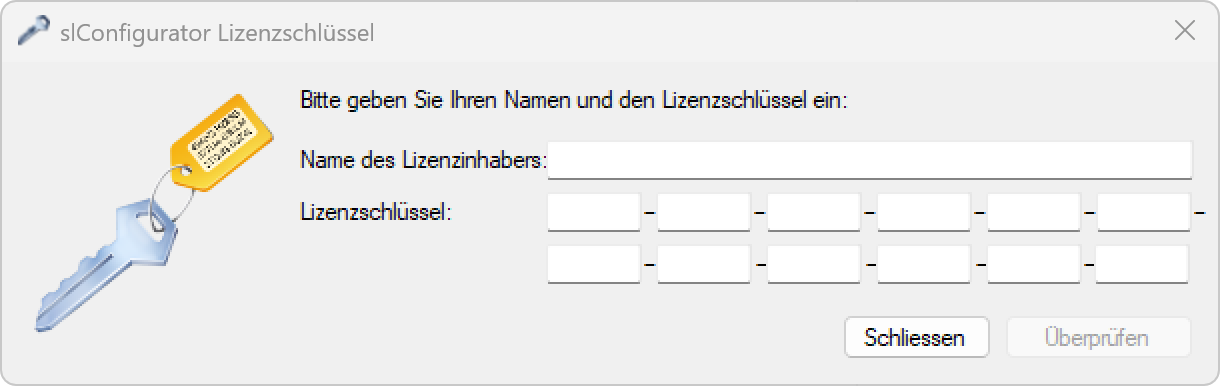 slConfigurator Lizenzschlüssel
Bitte geben Sie Ihren Namen und den Lizenzschlüssel ein:
Name des Lizenzinhabers:
Lizenzschlüssel: - - - - - -
- - - - -
Schliessen Überprüfen